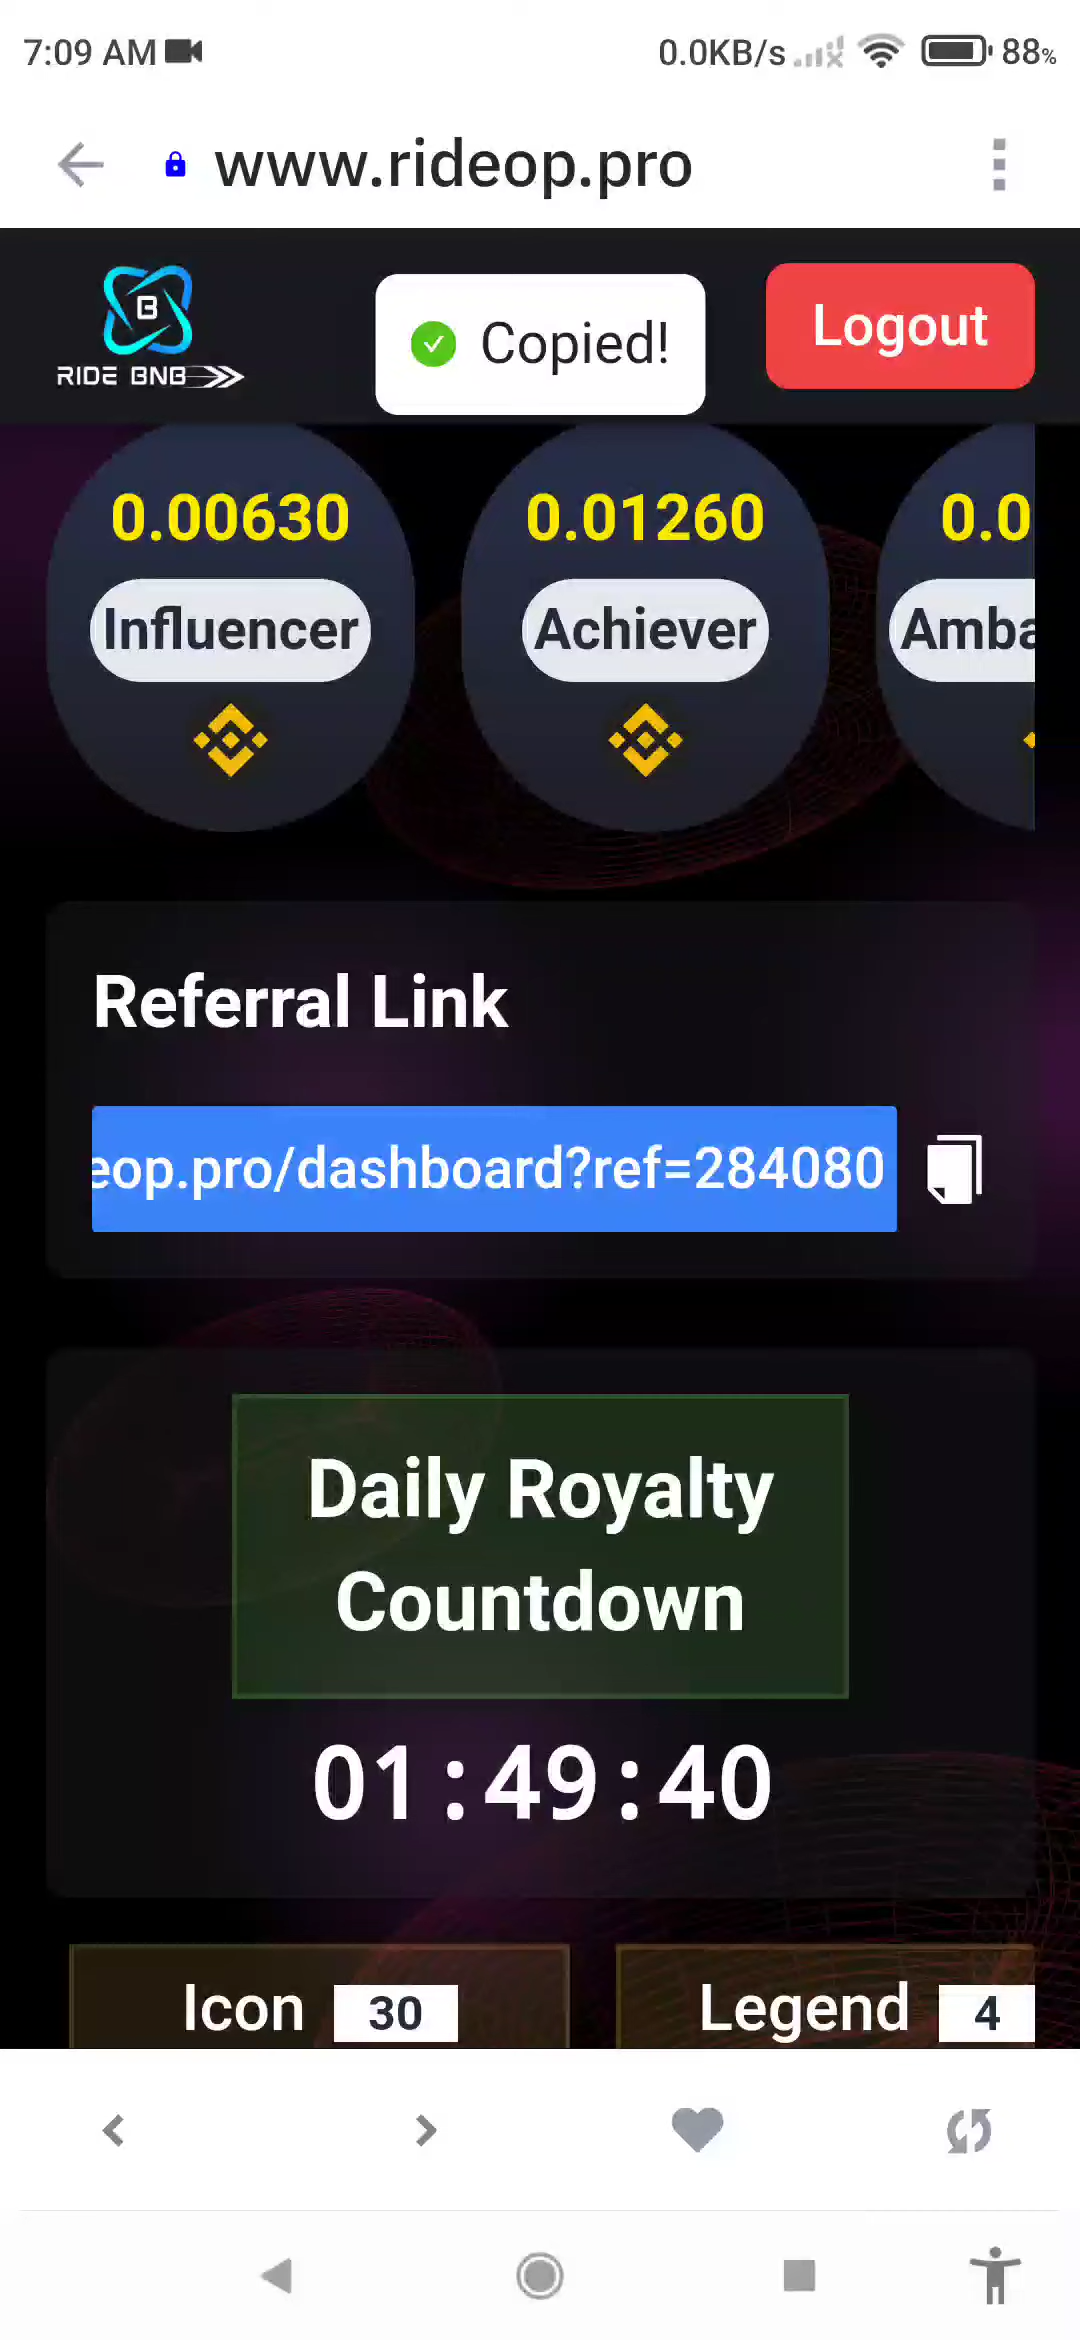 7:09 AM 0.0KB/s 88%
www.rideop.pro
B
RIDE BNB
Copied!
Logout
0.00630 0.01260 0.0
Influencer Achiever Amba
Referral Link
eop.pro/dashboard?ref=284080
Daily Royalty
Countdown
01:49:40
Icon 30 Legend 4